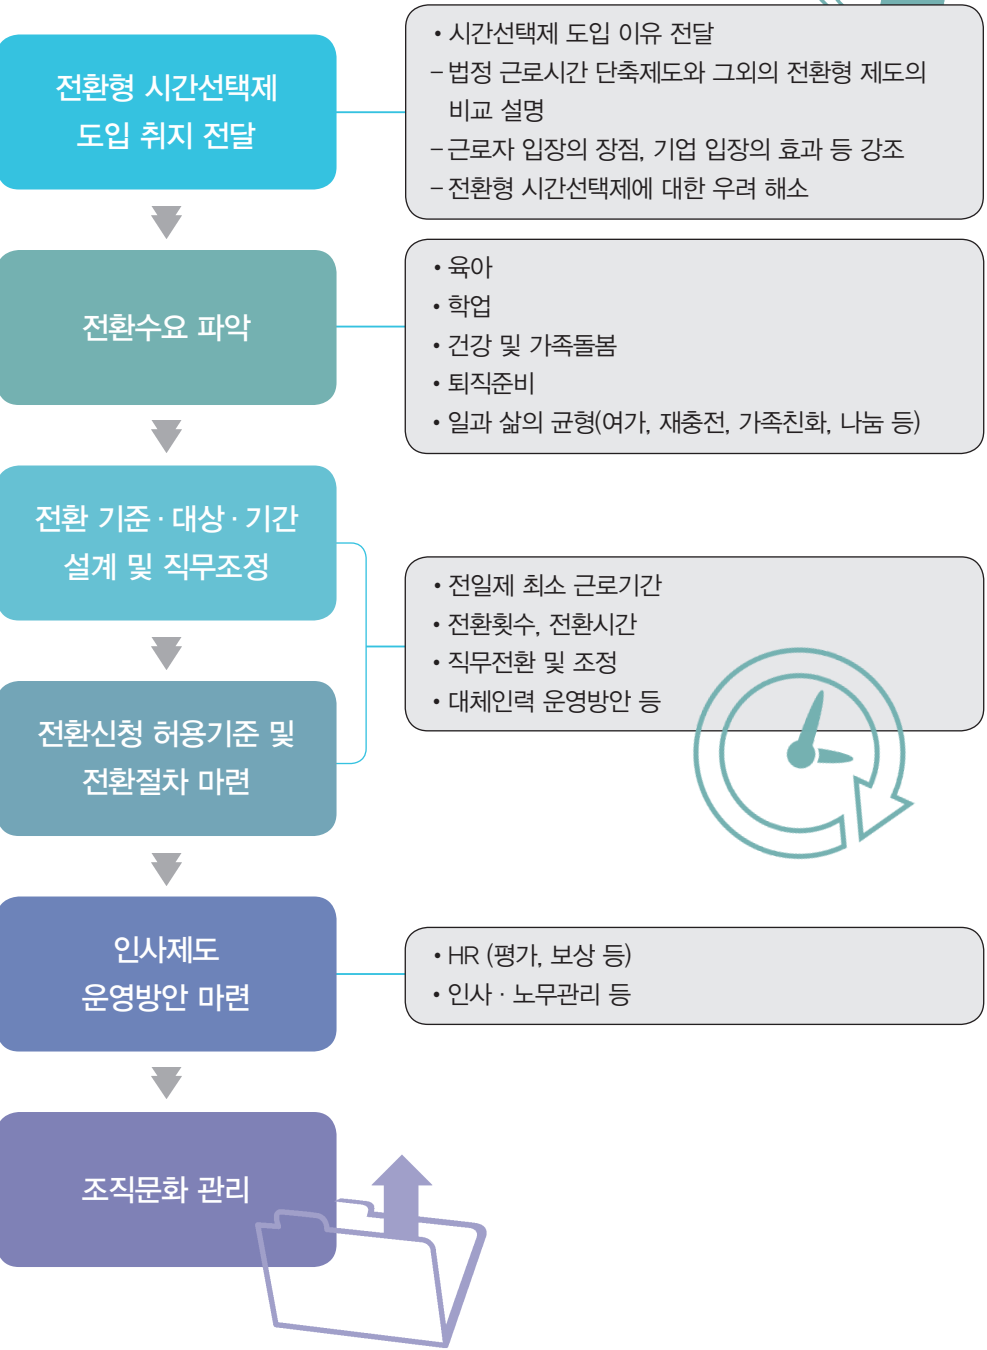 전환형 시간선택제
도입 취지 전달
• 시간선택제 도입 이유 전달
– 법정 근로시간 단축제도와 그외의 전환형 제도의
비교 설명
– 근로자 입장의 장점, 기업 입장의 효과 등 강조
– 전환형 시간선택제에 대한 우려 해소
전환수요 파악
• 육아
• 학업
• 건강 및 가족돌봄
• 퇴직준비
• 일과 삶의 균형(여가, 재충전, 가족친화, 나눔 등)
전환 기준 · 대상 · 기간
설계 및 직무조정
전환신청 허용기준 및
전환절차 마련
• 전일제 최소 근로기간
• 전환횟수, 전환시간
• 직무전환 및 조정
• 대체인력 운영방안 등
인사제도
운영방안 마련
• HR (평가, 보상 등)
• 인사 · 노무관리 등
조직문화 관리